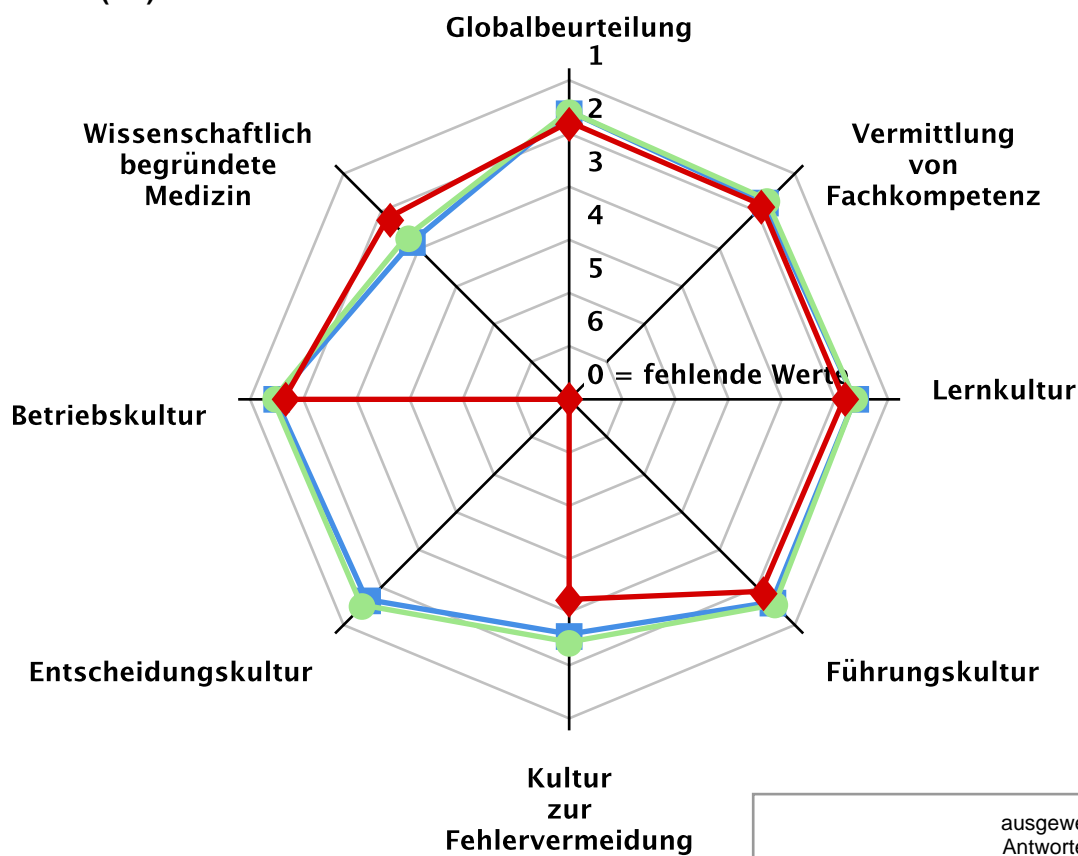 Globalbeurteilung
1
2
3
4
5
6
0 = fehlende Werte
Vermittlung
von
Fachkompetenz
Lernkultur
Führungskultur
Kultur
zur
Fehlervermeidung
Entscheidungskultur
Betriebskultur
Wissenschaftlich
begründete
Medizin